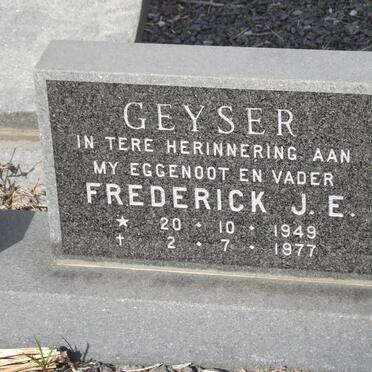 GEYSER
IN TERE HERINNERING AAN
MY EGGENOOT EN VADER
FREDERICK J. E.
★ 20 · 10 · 1949
† 2 · 7 · 1977